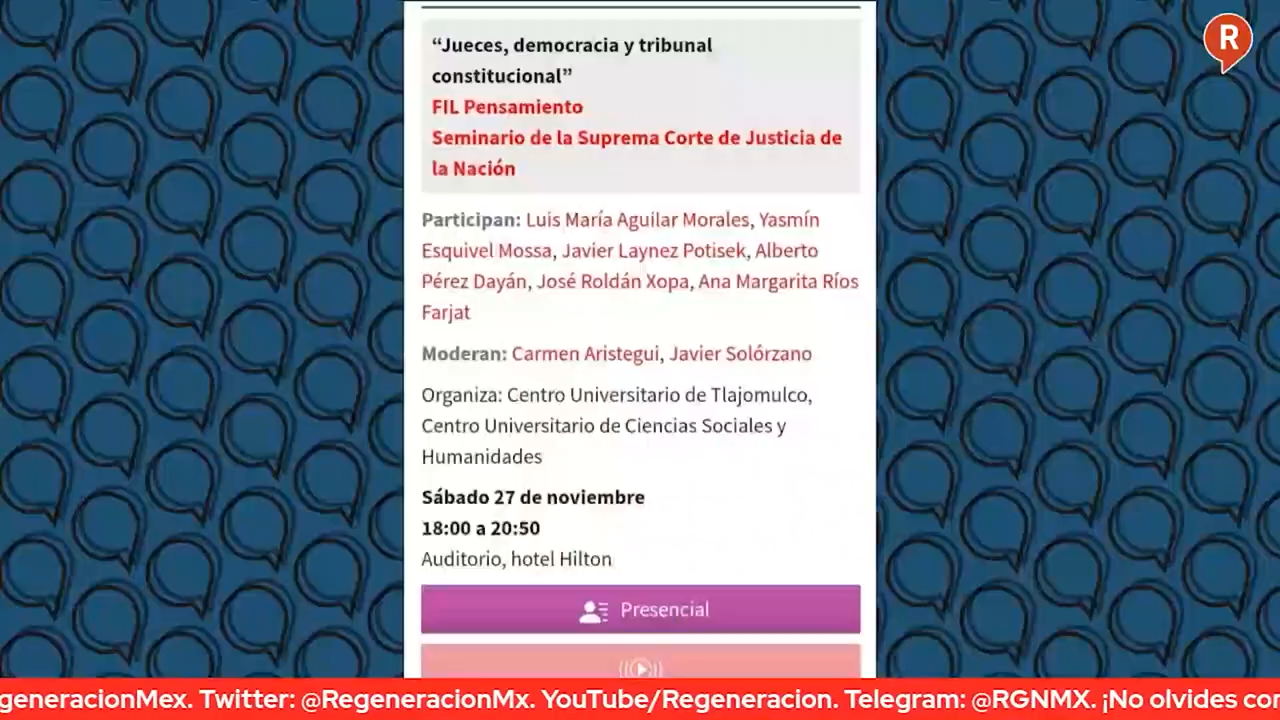 R
“Jueces, democracia y tribunal
constitucional”
FIL Pensamiento
Seminario de la Suprema Corte de Justicia de
la Nación
Participan: Luis María Aguilar Morales, Yasmín
Esquivel Mossa, Javier Laynez Potisek, Alberto
Pérez Dayán, José Roldán Xopa, Ana Margarita Ríos
Farjat
Moderan: Carmen Aristegui, Javier Solórzano
Organiza: Centro Universitario de Tlajomulco,
Centro Universitario de Ciencias Sociales y
Humanidades
Sábado 27 de noviembre
18:00 a 20:50
Auditorio, hotel Hilton
Presencial
generacionMex. Twitter: @RegeneracionMx. YouTube/Regeneracion. Telegram: @RGNMX. ¡No olvides con